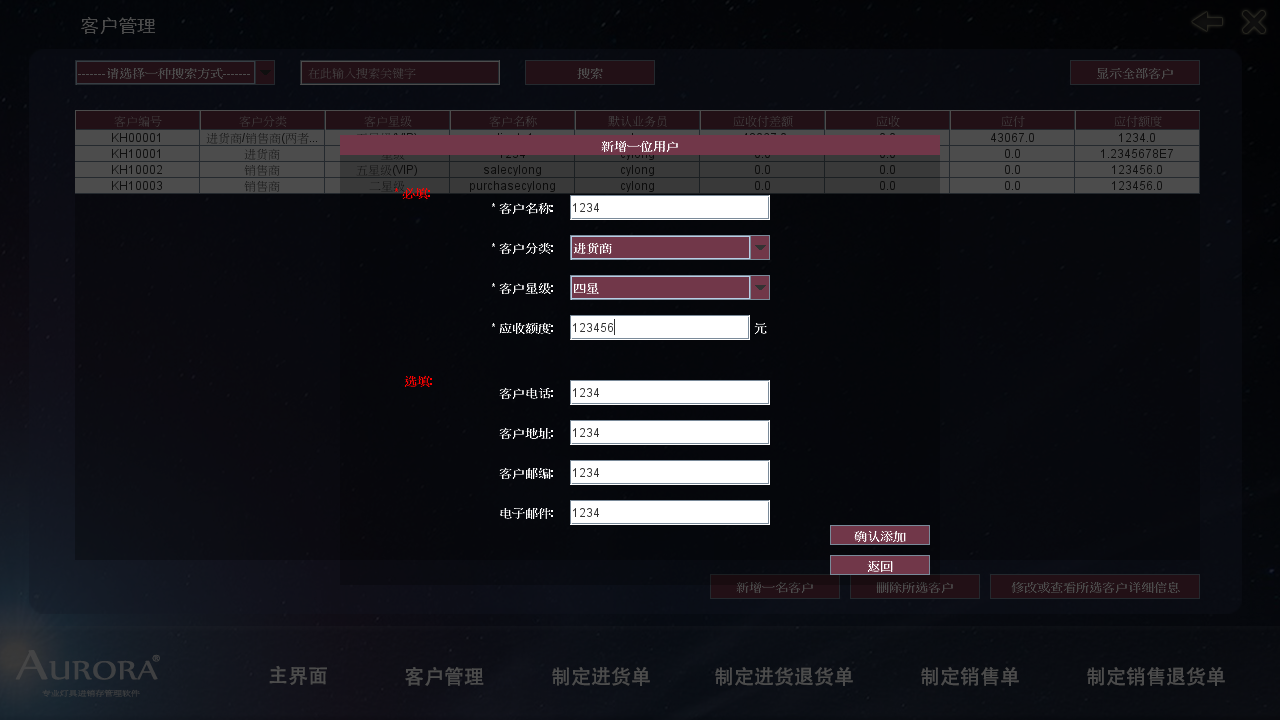 客户管理
-------请选择一种搜索方式------
在此输入搜索关键字
搜索
显示全部客户
客户编号 客户分类 客户星级 客户名称 默认业务员 应收付差额 应收 应付 应付额度
KH00001 进货商/销售商(两者... 43067.0 1234.0
KH10001 进货商 1234 cylong 0.0 0.0 0.0 1.2345678E7
KH10002 销售商 五星级(VIP) salecylong cylong 0.0 0.0 0.0 123456.0
KH10003 销售商 二星级 purchasecylong cylong 0.0 0.0 0.0 123456.0
新增一位用户
* 必填:
* 客户名称: 1234
* 客户分类: 进货商
* 客户星级: 四星
* 应收额度: 123456 元
选填:
客户电话: 1234
客户地址: 1234
客户邮编: 1234
电子邮件: 1234
确认添加
返回
新增一名客户 删除所选客户 修改或查看所选客户详细信息
AURORA®
专业灯具进销存管理软件
主界面 客户管理 制定进货单 制定进货退货单 制定销售单 制定销售退货单